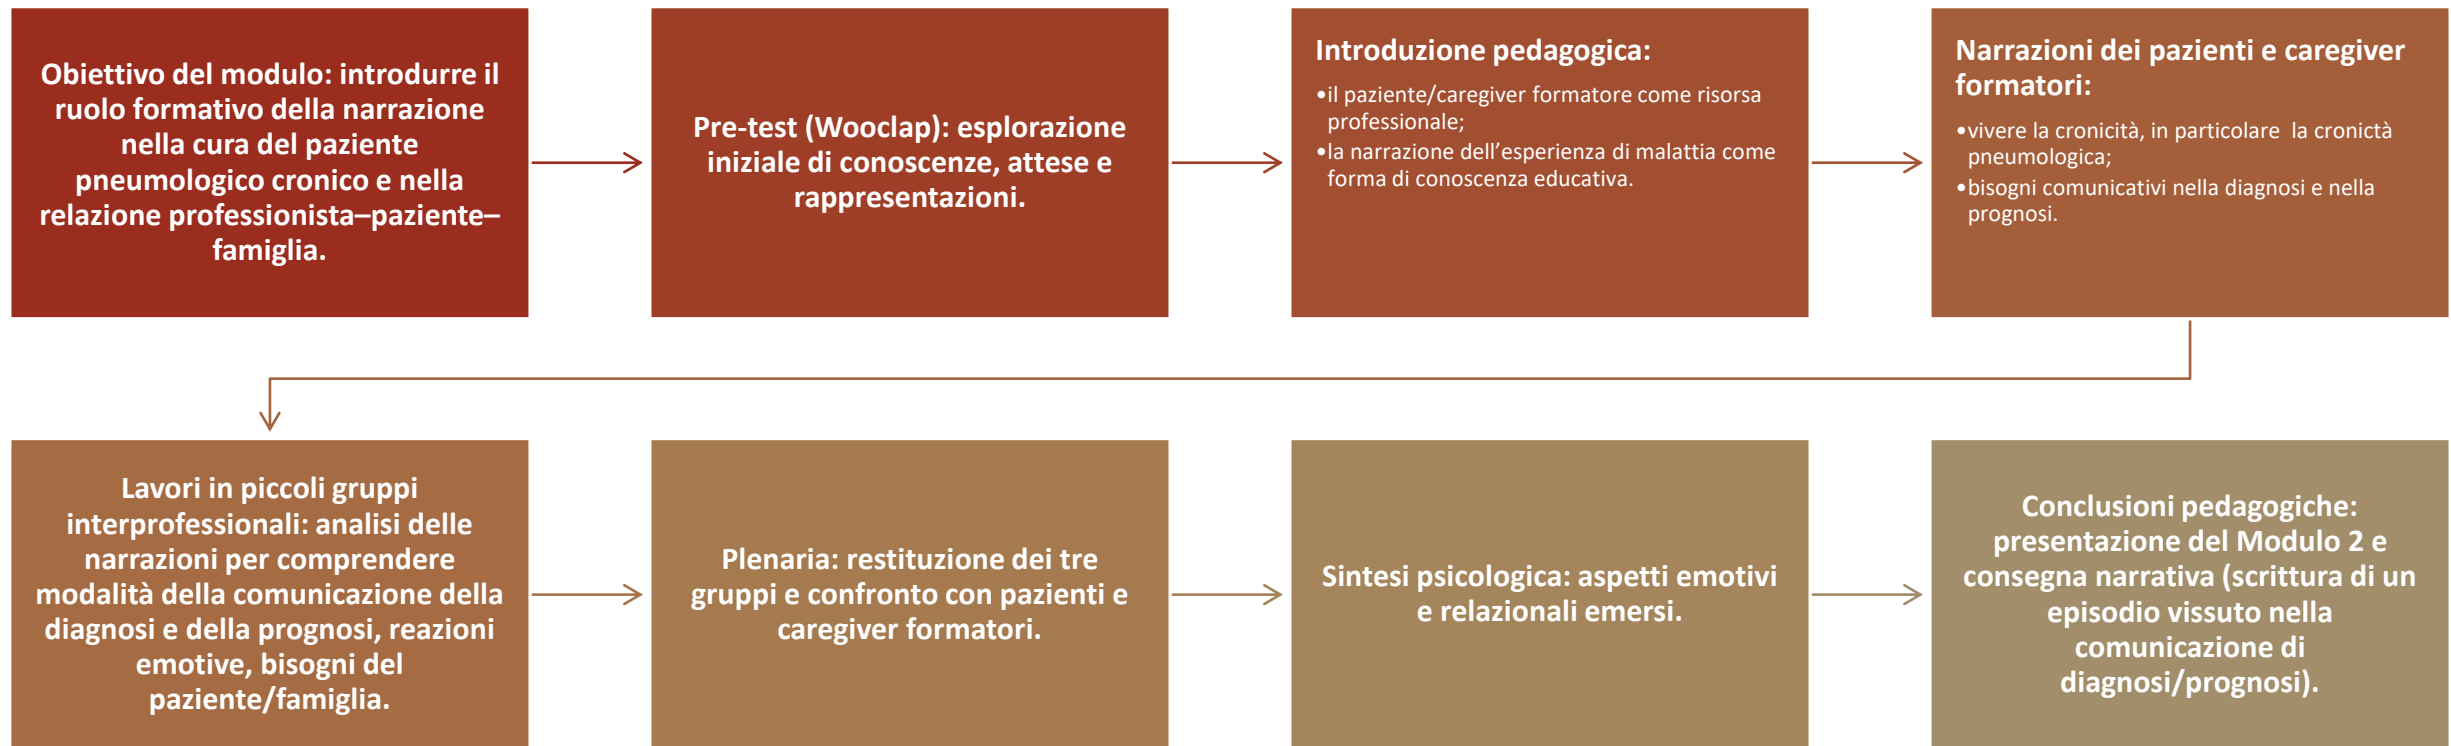 Obiettivo del modulo: introdurre il
ruolo formativo della narrazione
nella cura del paziente
pneumologico cronico e nella
relazione professionista–paziente–
famiglia.
Pre-test (Wooclap): esplorazione
iniziale di conoscenze, attese e
rappresentazioni.
Introduzione pedagogica:
•il paziente/caregiver formatore come risorsa
professionale;
•la narrazione dell’esperienza di malattia come
forma di conoscenza educativa.
Narrazioni dei pazienti e caregiver
formatori:
•vivere la cronicità, in particolare la cronictà
pneumologica;
•bisogni comunicativi nella diagnosi e nella
prognosi.
Lavori in piccoli gruppi
interprofessionali: analisi delle
narrazioni per comprendere
modalità della comunicazione della
diagnosi e della prognosi, reazioni
emotive, bisogni del
paziente/famiglia.
Plenaria: restituzione dei tre
gruppi e confronto con pazienti e
caregiver formatori.
Sintesi psicologica: aspetti emotivi
e relazionali emersi.
Conclusioni pedagogiche:
presentazione del Modulo 2 e
consegna narrativa (scrittura di un
episodio vissuto nella
comunicazione di
diagnosi/prognosi).